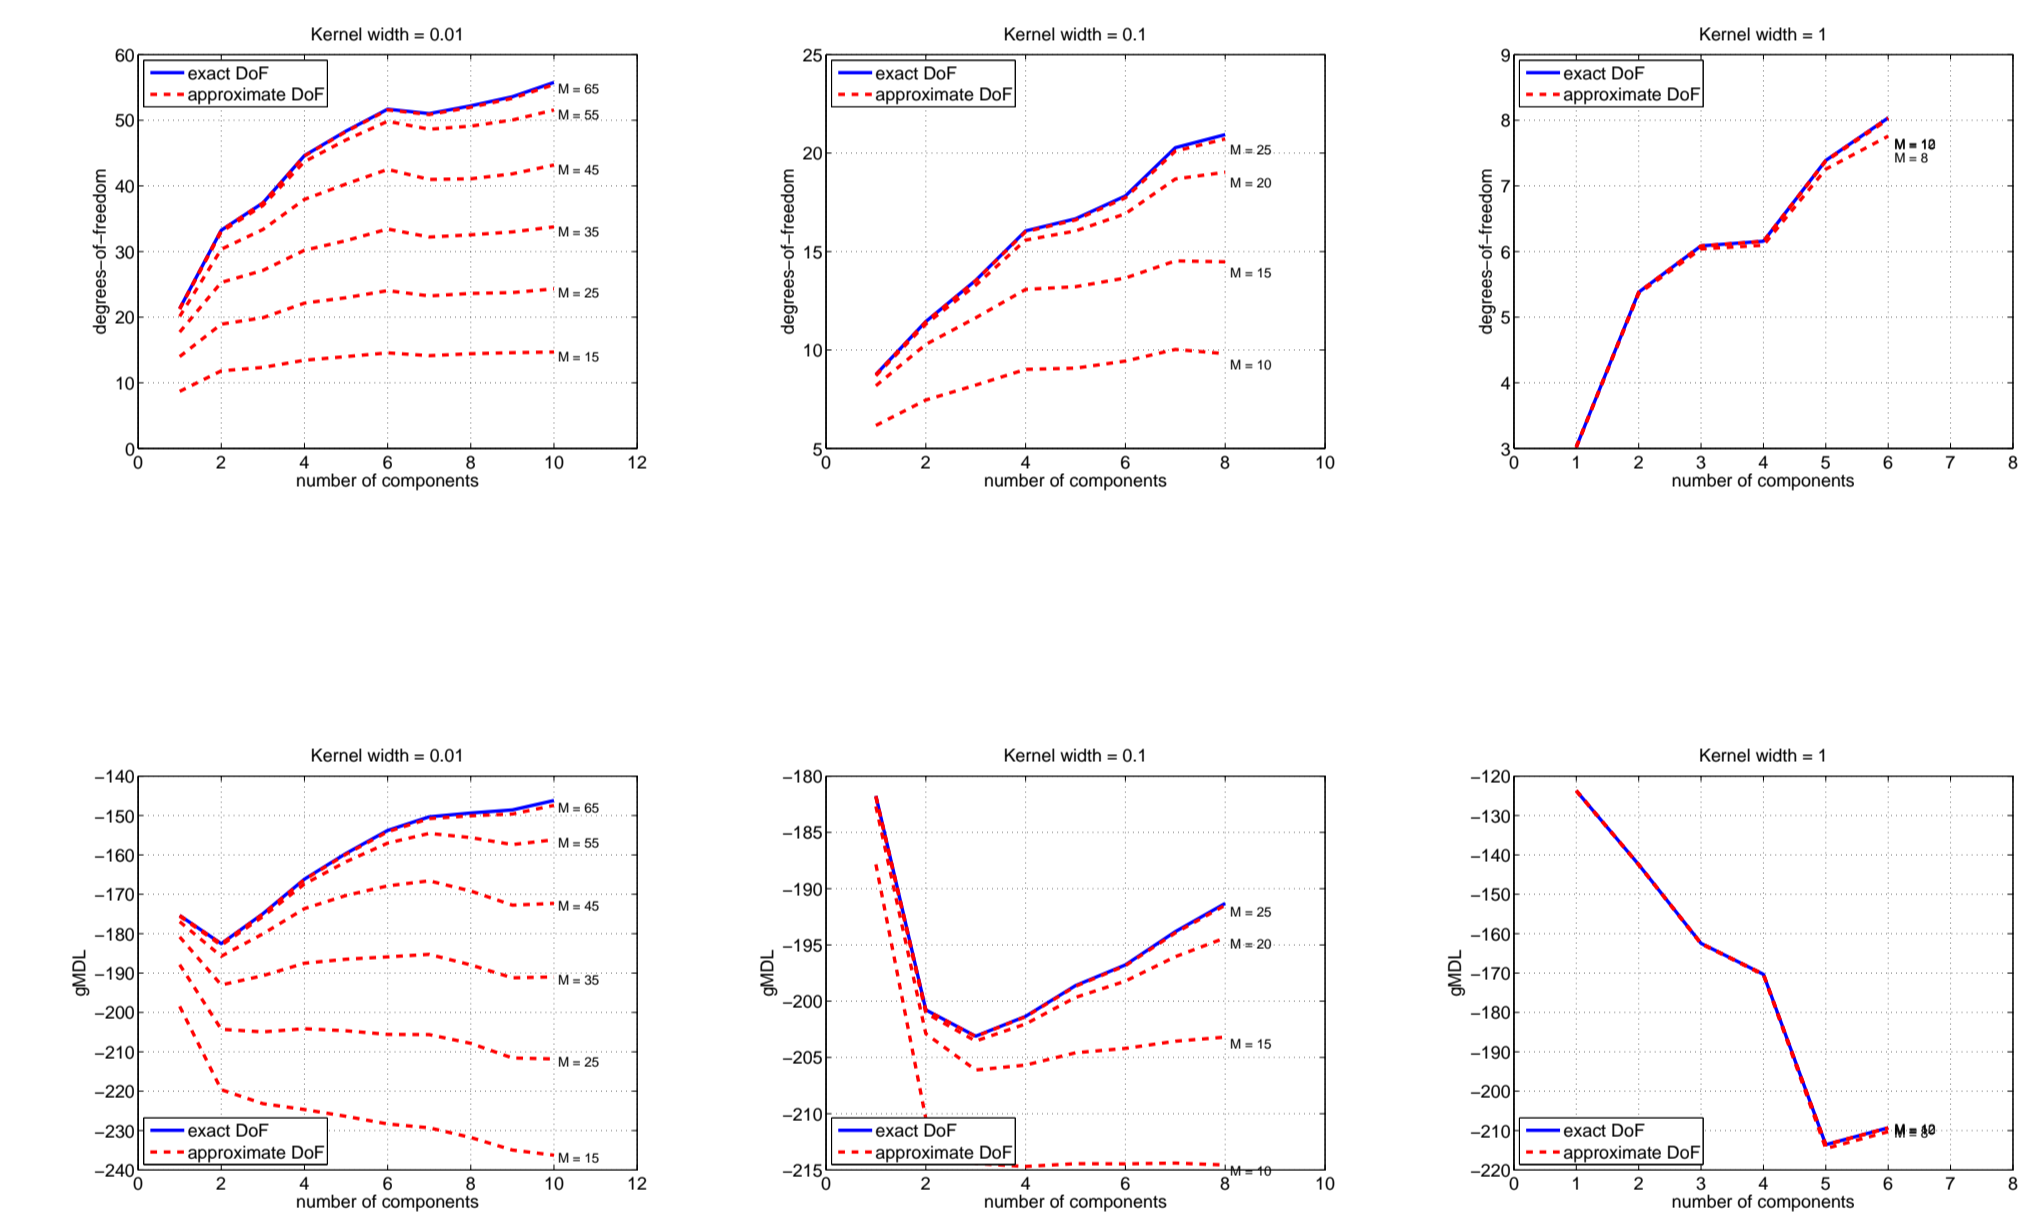 Kernel width = 0.01
60
50
40
30
20
10
0
degrees−of−freedom
exact DoF
approximate DoF
M = 65
M = 55
M = 45
M = 35
M = 25
M = 15
0 2 4 6 8 10 12
number of components
Kernel width = 0.1
25
20
15
10
5
degrees−of−freedom
exact DoF
approximate DoF
M = 25
M = 20
M = 15
M = 10
0 2 4 6 8 10
number of components
Kernel width = 1
9
8
7
6
5
4
3
degrees−of−freedom
exact DoF
approximate DoF
M = 8
0 1 2 3 4 5 6 7 8
number of components
Kernel width = 0.01
−140
−150
−160
−170
−180
−190
−200
−210
−220
−230
−240
gMDL
M = 65
M = 55
M = 45
M = 35
M = 25
M = 15
exact DoF
approximate DoF
0 2 4 6 8 10 12
number of components
Kernel width = 0.1
−180
−185
−190
−195
−200
−205
−210
−215
gMDL
M = 25
M = 20
M = 15
M = 10
exact DoF
approximate DoF
0 2 4 6 8 10
number of components
Kernel width = 1
−120
−130
−140
−150
−160
−170
−180
−190
−200
−210
−220
gMDL
M = 8
exact DoF
approximate DoF
0 1 2 3 4 5 6 7 8
number of components